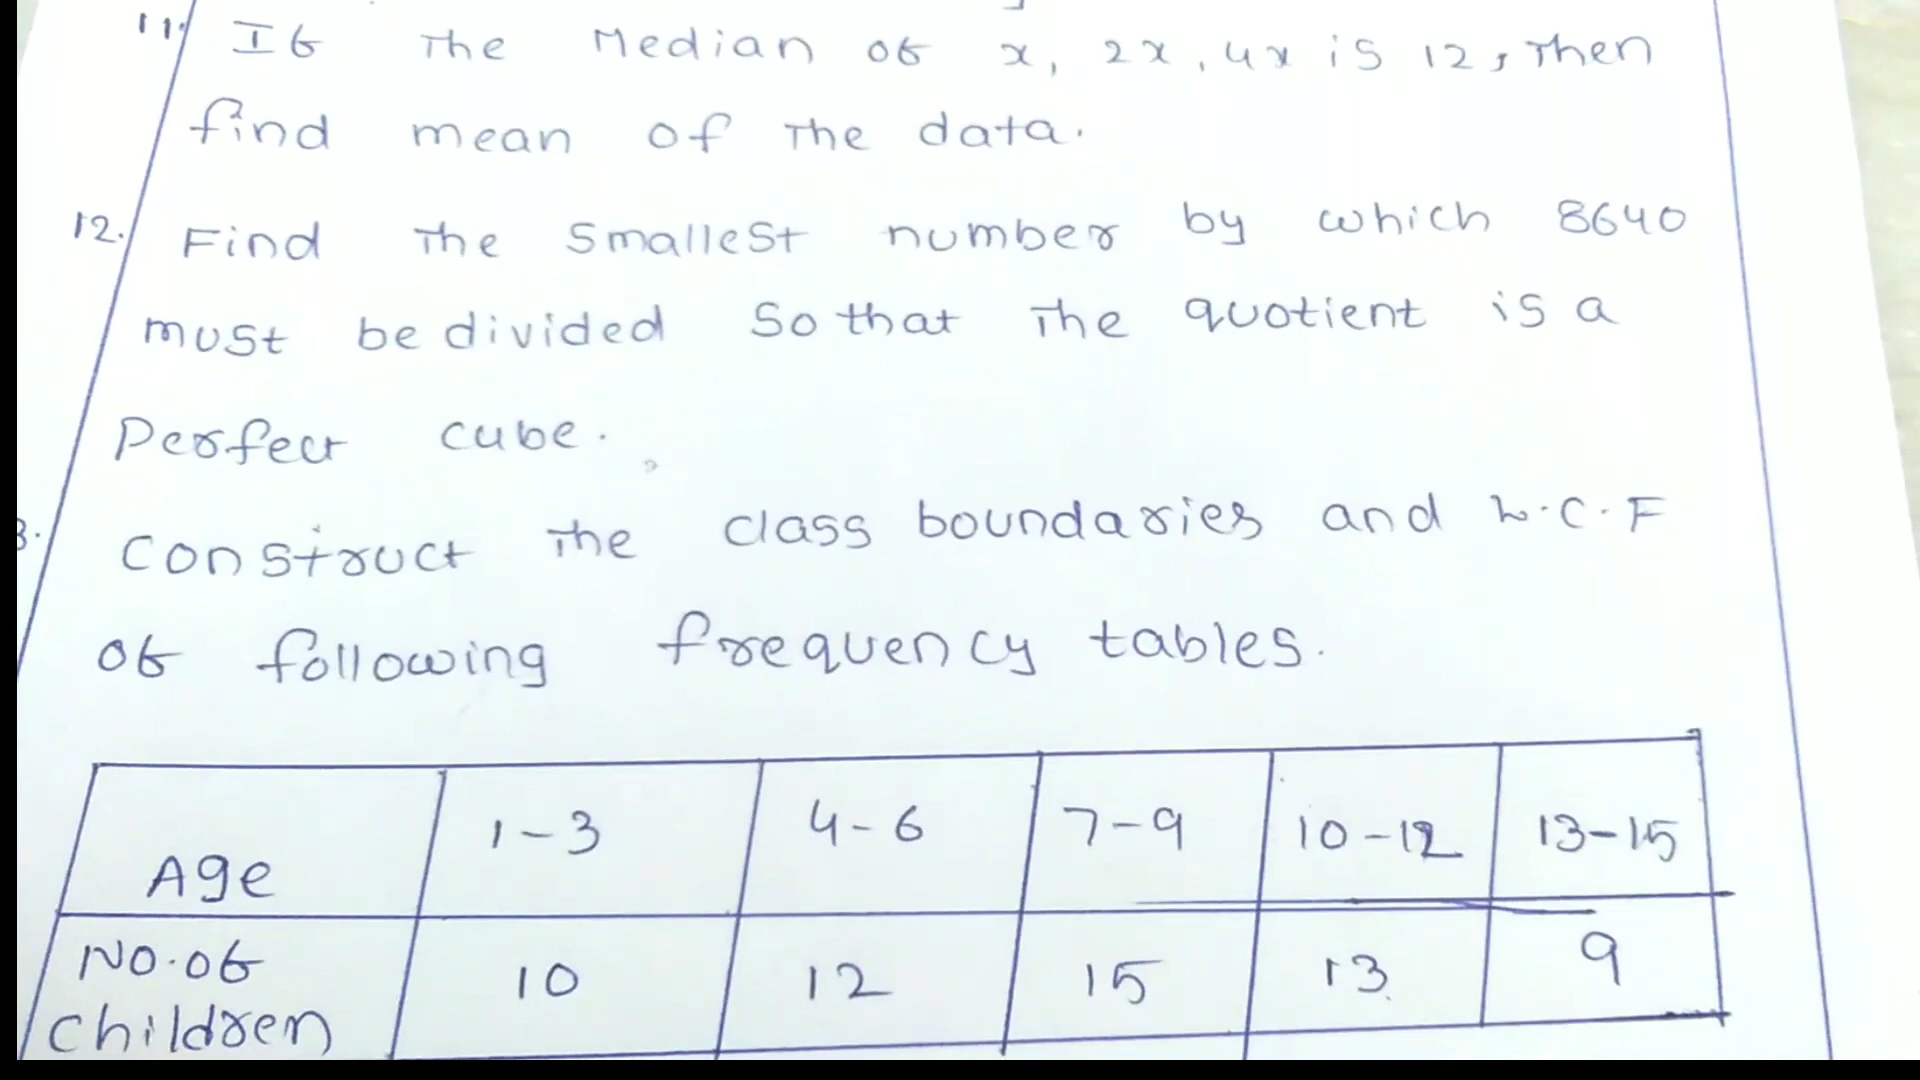 11. If The Median of x, 2x, 4x is 12, Then
find mean of The data.
12. Find The smallest number by which 8640
must be divided so that The quotient is a
Perfect cube.
3. Construct The class boundaries and L.C.F
of following frequency tables.
Age 1-3 4-6 7-9 10-12 13-15
No. of children 10 12 15 13 9